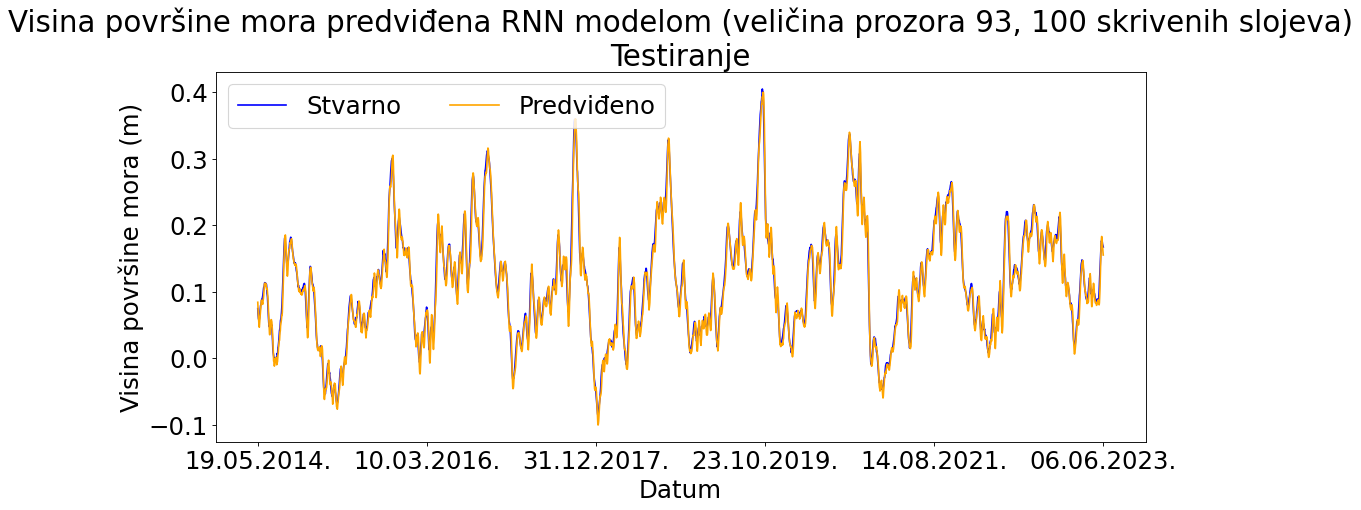 Visina površine mora predviđena RNN modelom (veličina prozora 93, 100 skrivenih slojeva)
Testiranje
Stvarno
Predviđeno
Visina površine mora (m)
0.4
0.3
0.2
0.1
0.0
−0.1
19.05.2014.
10.03.2016.
31.12.2017.
23.10.2019.
14.08.2021.
06.06.2023.
Datum